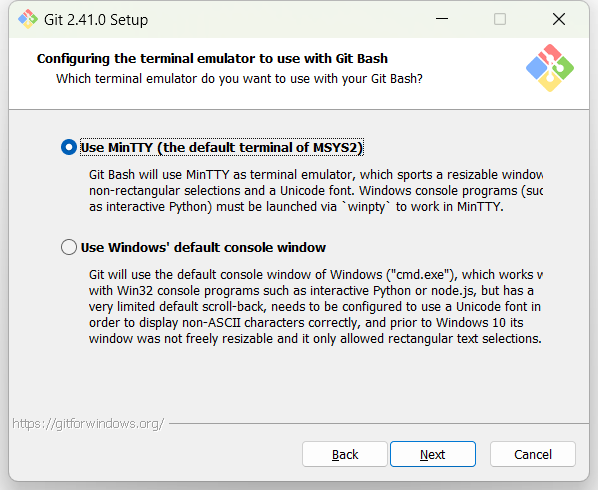 Git 2.41.0 Setup
Configuring the terminal emulator to use with Git Bash
Which terminal emulator do you want to use with your Git Bash?
Use MinTTY (the default terminal of MSYS2)
Git Bash will use MinTTY as terminal emulator, which sports a resizable window
non-rectangular selections and a Unicode font. Windows console programs (suc
as interactive Python) must be launched via `winpty` to work in MinTTY.
Use Windows' default console window
Git will use the default console window of Windows ("cmd.exe"), which works w
with Win32 console programs such as interactive Python or node.js, but has a
very limited default scroll-back, needs to be configured to use a Unicode font in
order to display non-ASCII characters correctly, and prior to Windows 10 its
window was not freely resizable and it only allowed rectangular text selections.
https://gitforwindows.org/
Back Next Cancel